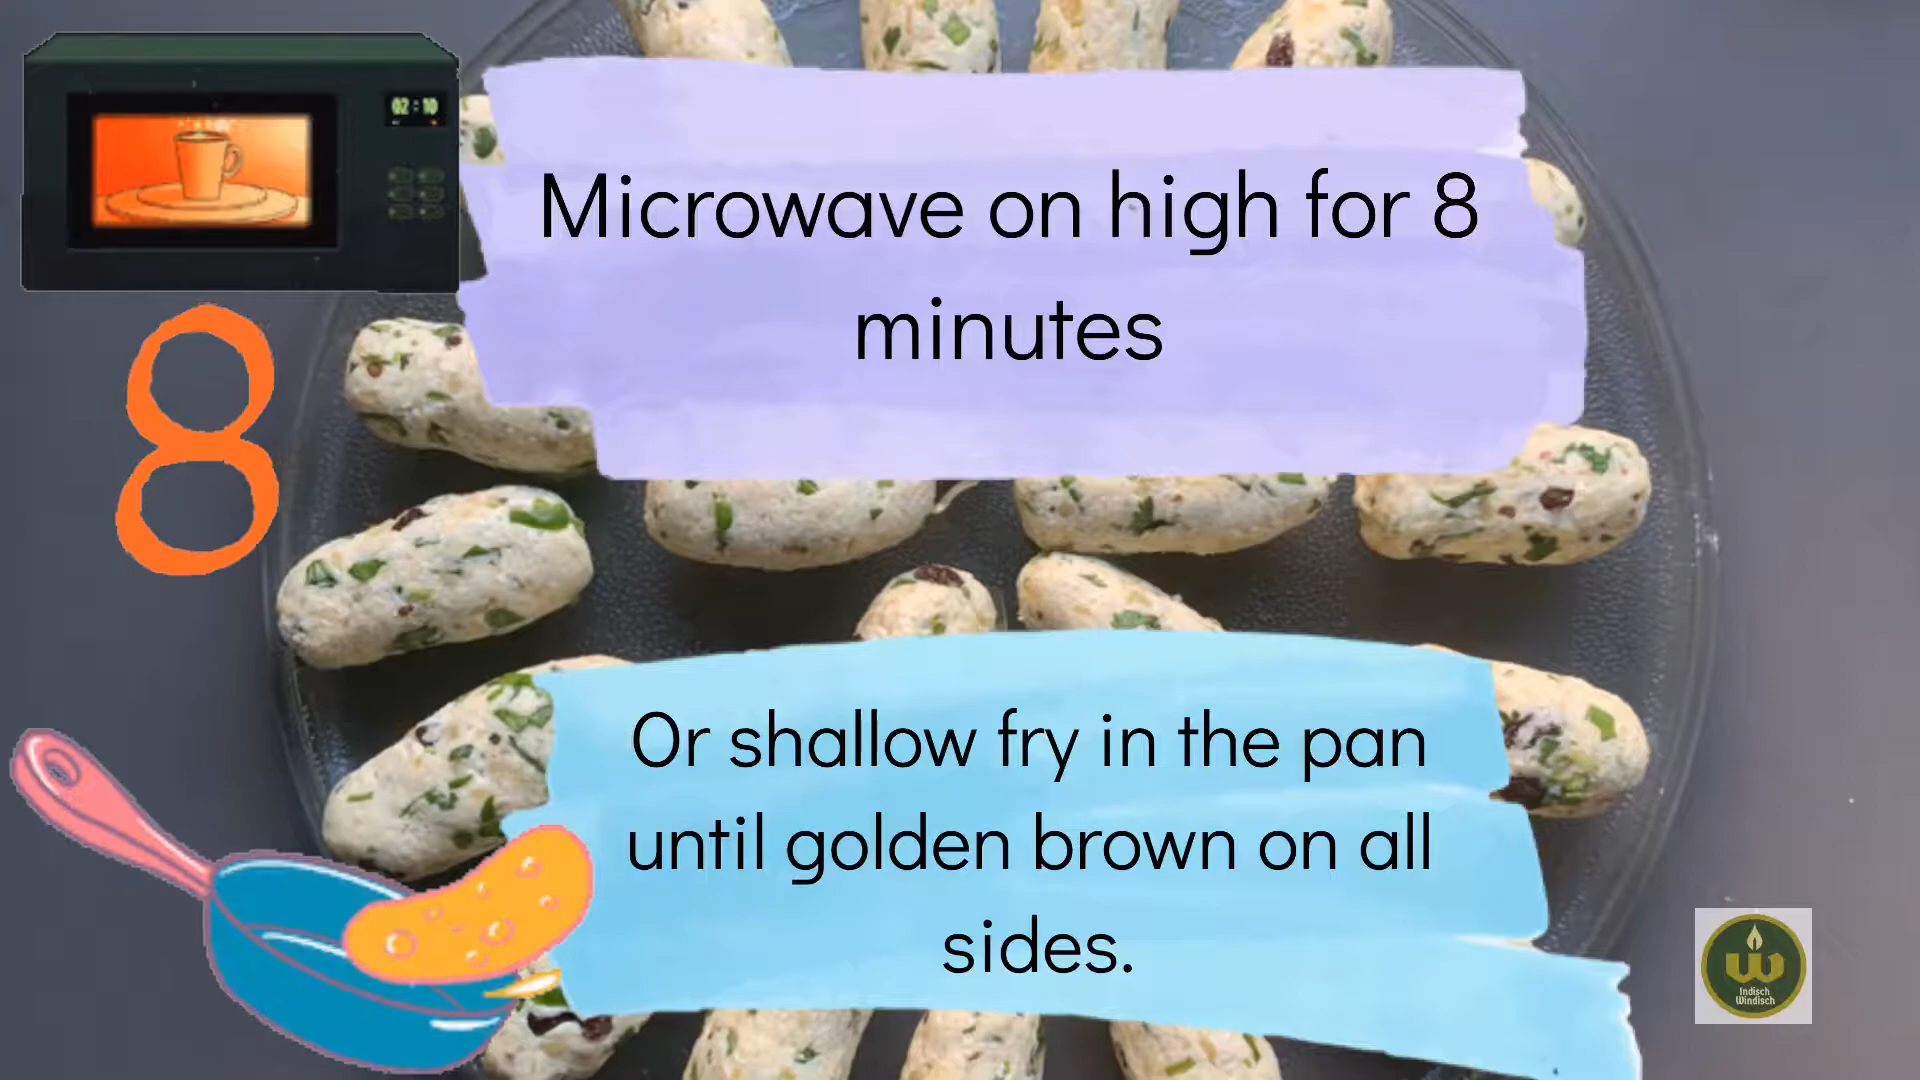 02:10
Microwave on high for 8
minutes
8
Or shallow fry in the pan
until golden brown on all
sides.
W
Indisch
Windisch